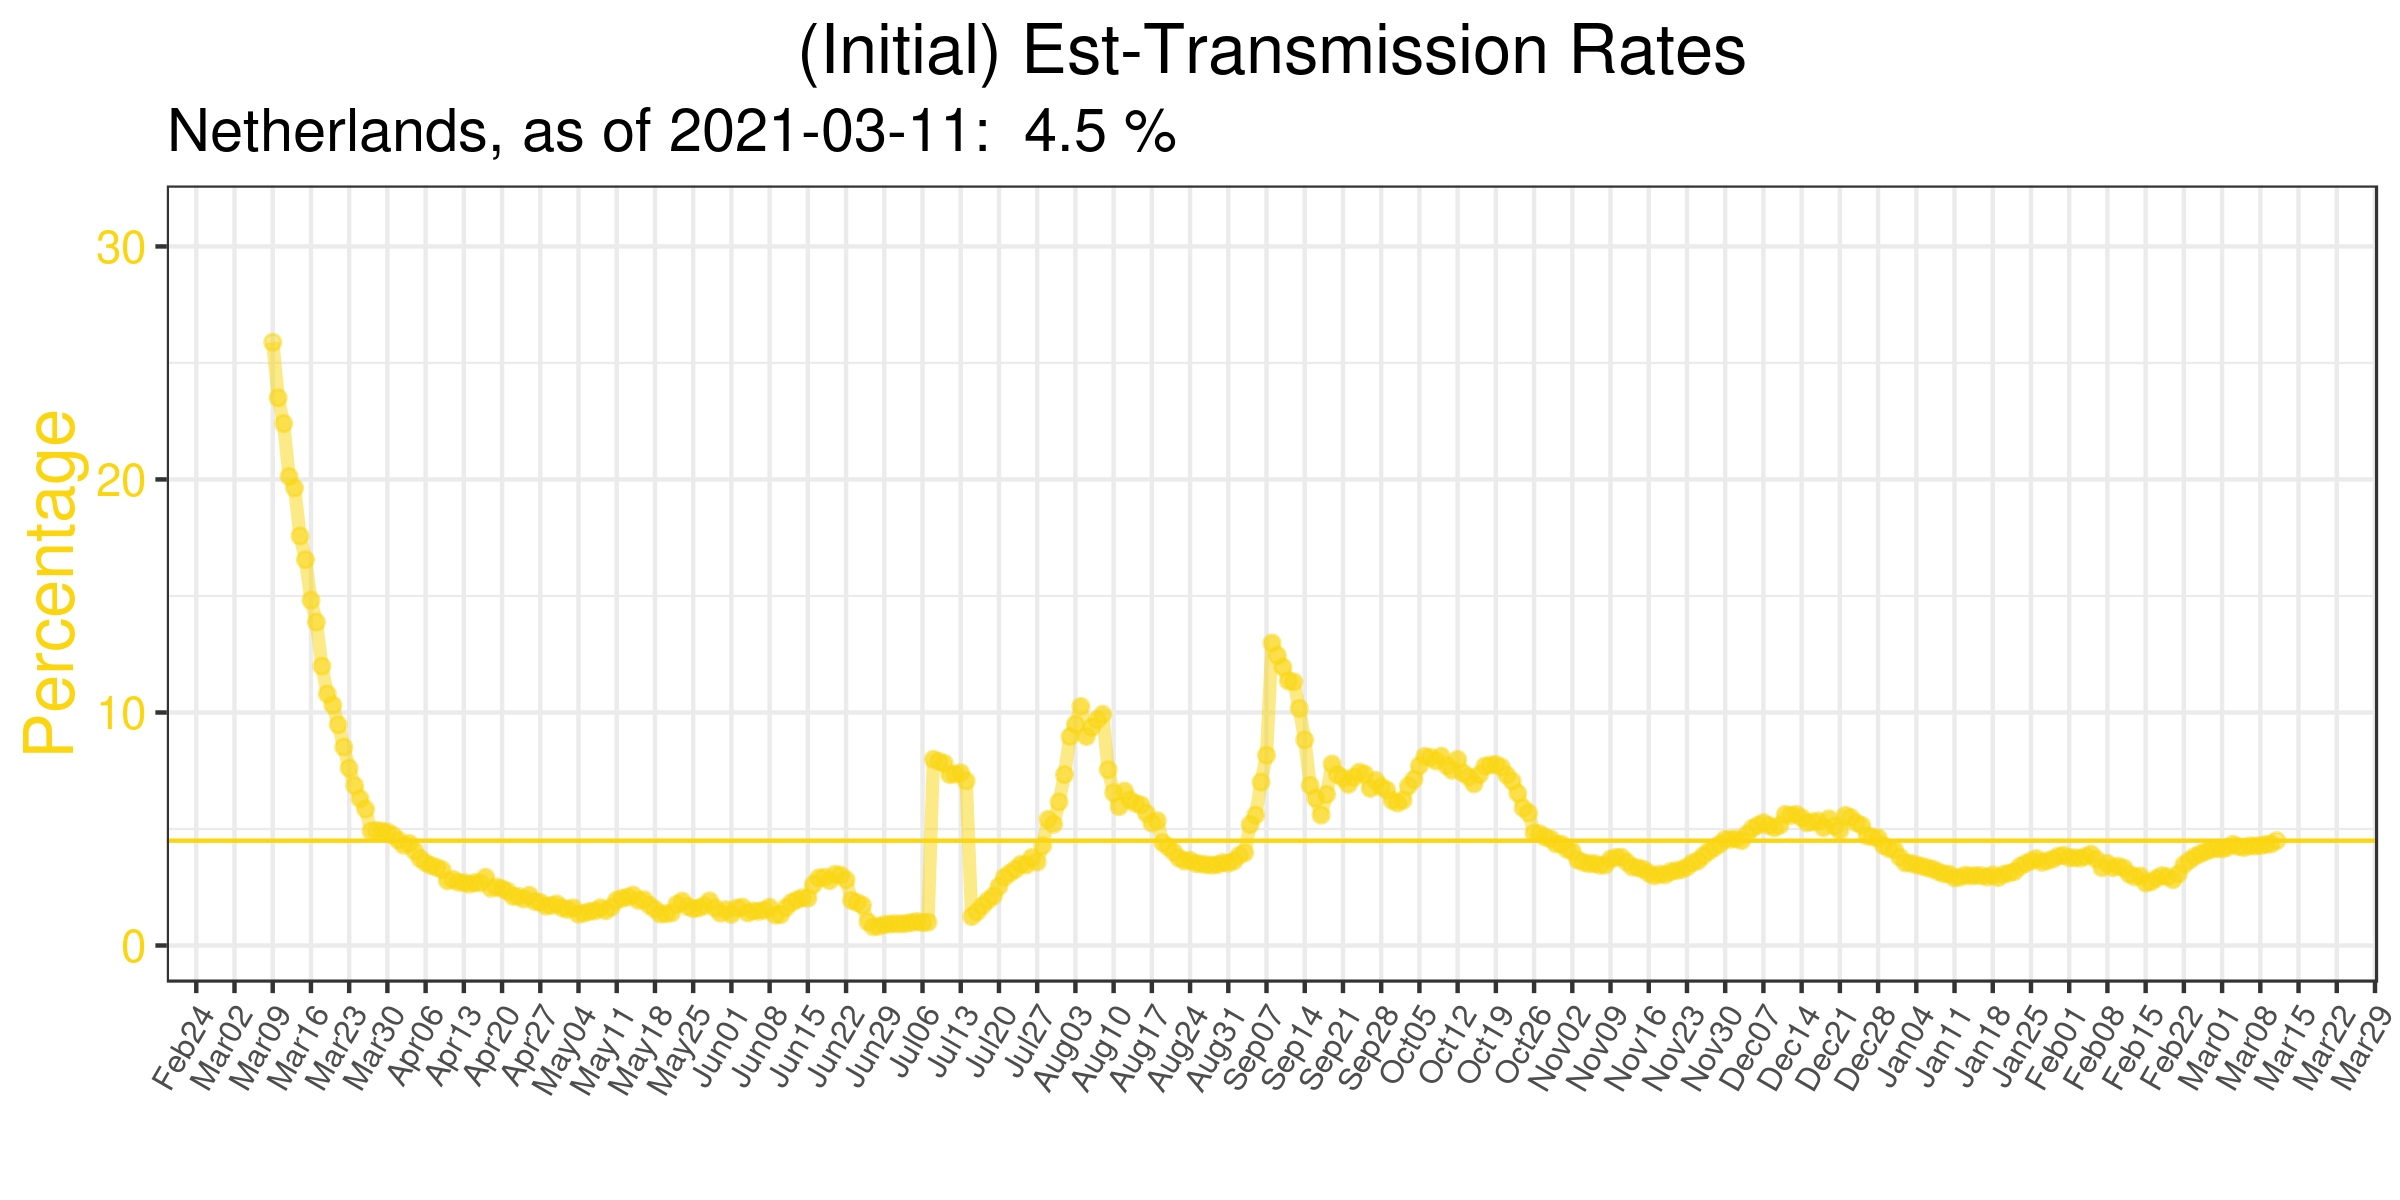 (Initial) Est-Transmission Rates
Netherlands, as of 2021-03-11: 4.5 %
Percentage
30
20
10
0
Feb24
Mar02
Mar09
Mar16
Mar23
Mar30
Apr06
Apr13
Apr20
Apr27
May04
May11
May18
May25
Jun01
Jun08
Jun15
Jun22
Jun29
Jul06
Jul13
Jul20
Jul27
Aug03
Aug10
Aug17
Aug24
Aug31
Sep07
Sep14
Sep21
Sep28
Oct05
Oct12
Oct19
Oct26
Nov02
Nov09
Nov16
Nov23
Nov30
Dec07
Dec14
Dec21
Dec28
Jan04
Jan11
Jan18
Jan25
Feb01
Feb08
Feb15
Feb22
Mar01
Mar08
Mar15
Mar22
Mar29